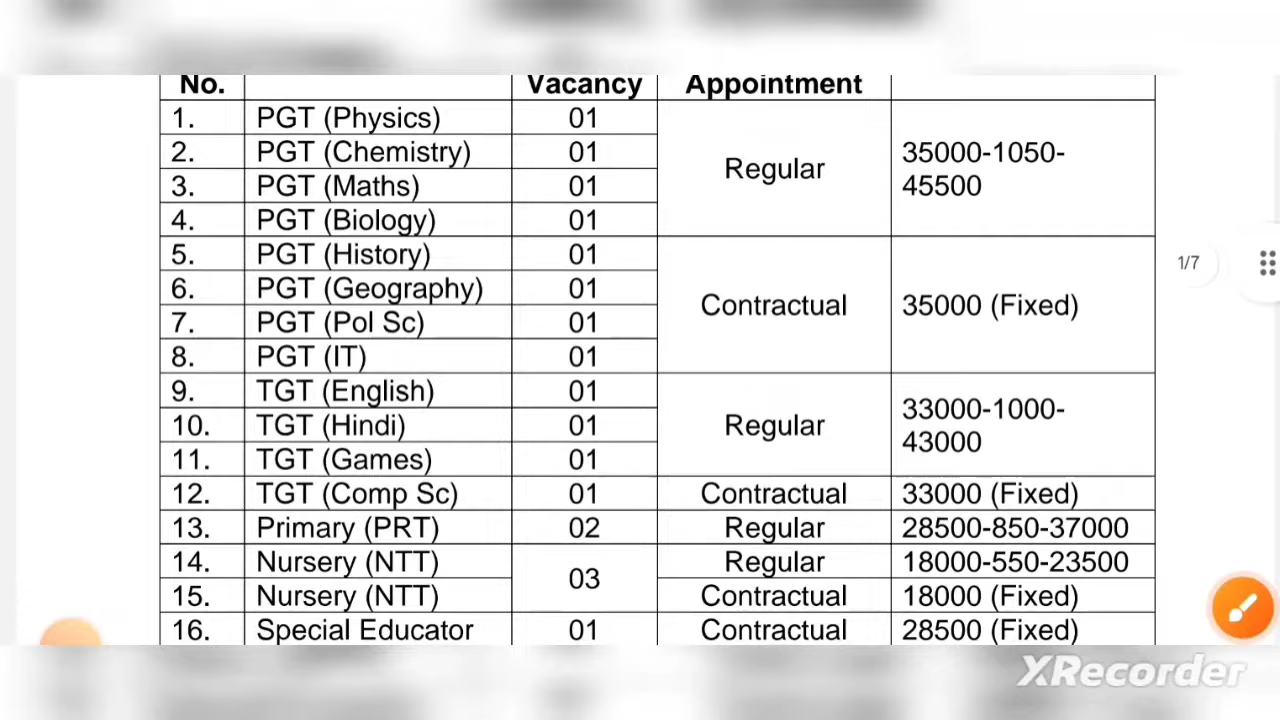 No. Vacancy Appointment
1. PGT (Physics) 01 Regular 35000-1050-45500
2. PGT (Chemistry) 01
3. PGT (Maths) 01
4. PGT (Biology) 01
5. PGT (History) 01 Contractual 35000 (Fixed)
6. PGT (Geography) 01
7. PGT (Pol Sc) 01
8. PGT (IT) 01
9. TGT (English) 01 Regular 33000-1000-43000
10. TGT (Hindi) 01
11. TGT (Games) 01
12. TGT (Comp Sc) 01 Contractual 33000 (Fixed)
13. Primary (PRT) 02 Regular 28500-850-37000
14. Nursery (NTT) 03 Regular 18000-550-23500
15. Nursery (NTT) Contractual 18000 (Fixed)
16. Special Educator 01 Contractual 28500 (Fixed)
1/7
XRecorder